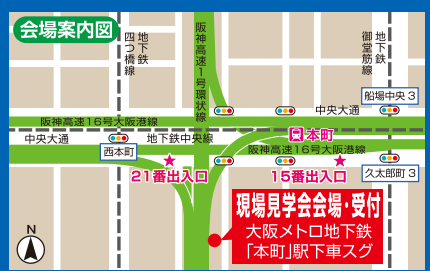 会場案内図
地下鉄
四つ橋線
阪神高速1号環状線
地下鉄
御堂筋線
船場中央3
中央大通
阪神高速16号大阪港線
本町
中央大通
地下鉄中央線
西本町
阪神高速16号大阪港線
21番出入口
15番出入口
久太郎町3
現場見学会会場・受付
大阪メトロ地下鉄
「本町」駅下車スグ
N